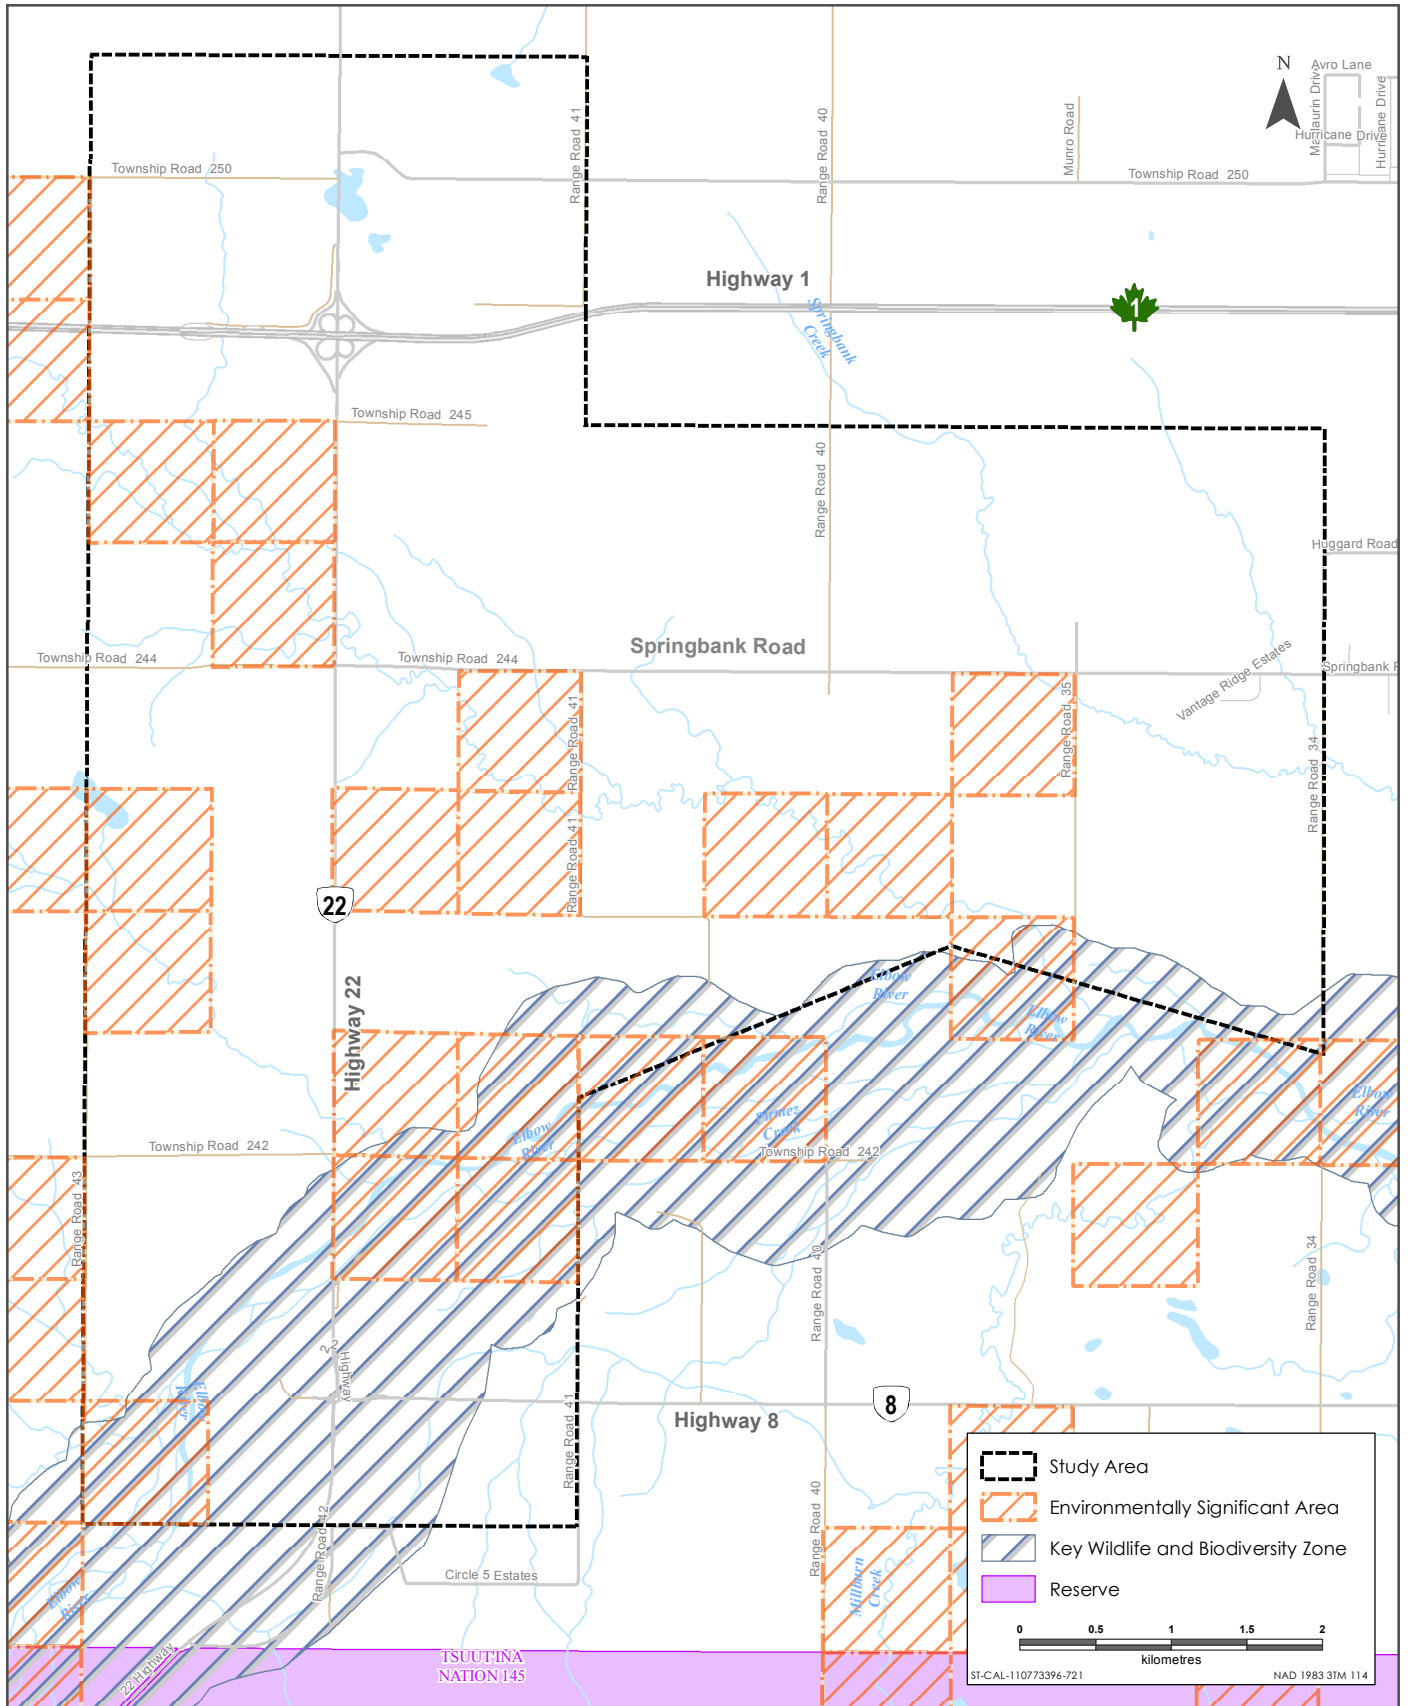 N
Avro Lane
Hurricane Drive
Hurricane Drive
Range Road 41
Range Road 40
Munro Road
Township Road 250
Township Road 250
Highway 1
1
Springbank
Creek
Township Road 245
Range Road 40
Huggard Road
Springbank Road
Township Road 244
Township Road 244
Vantage Ridge Estates
Range Road 41
Range Road 35
Range Road 34
Range Road 41
22
Highway 22
Elbow
River
Elbow
River
Elbow
River
Elbow
River
Pirmez
Creek
Township Road 242
Township Road 242
Range Road 43
Range Road 40
Range Road 34
22
Highway
Elbow
River
Range Road 41
Highway 8
8
Range Road 42
Range Road 40
Circle 5 Estates
Millburn
Creek
Elbow
River
22 Highway
TSUUT'INA
NATION 145
Study Area
Environmentally Significant Area
Key Wildlife and Biodiversity Zone
Reserve
0 0.5 1 1.5 2
kilometres
ST-CAL-110773396-721 NAD 1983 3TM 114